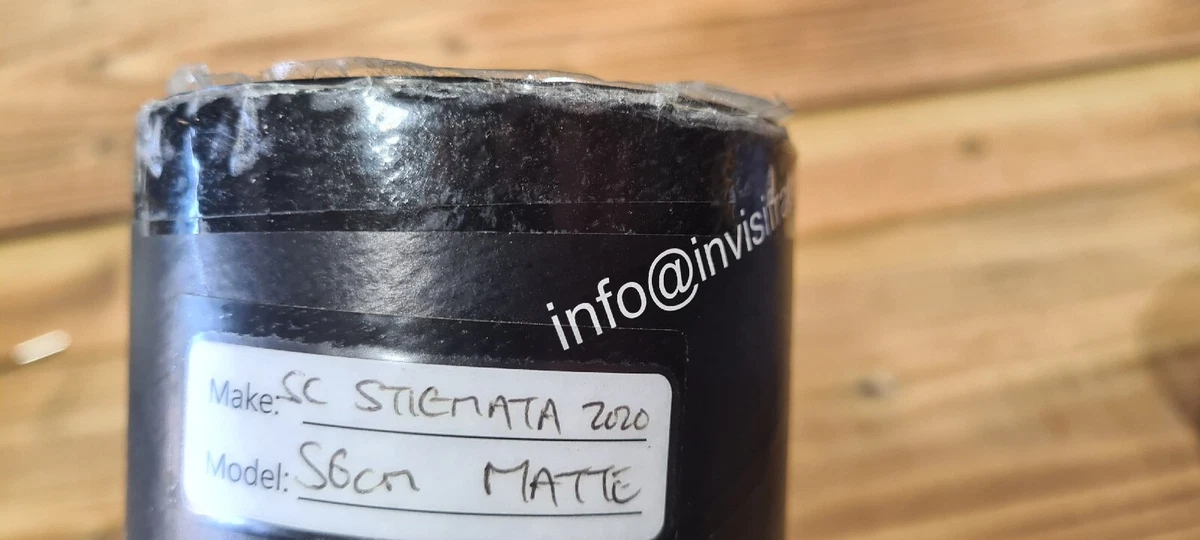 info@invisifra
Make: SC STIGMATA 2020
Model: 56cm MATTE